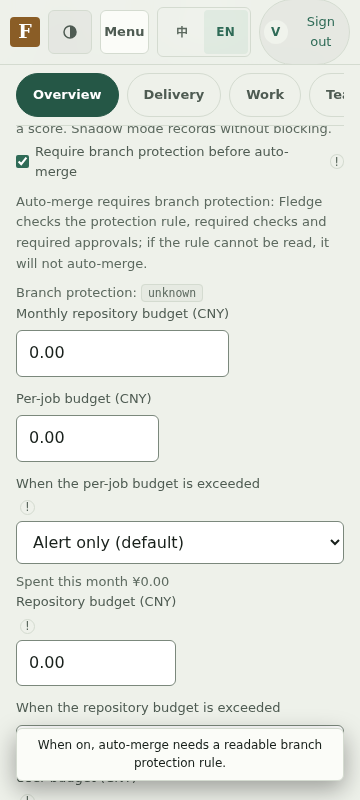 F
Menu
中
EN
V
Sign out
Overview
Delivery
Work
a score. Shadow mode records without blocking.
Require branch protection before auto-
merge
!
Auto-merge requires branch protection: Fledge
checks the protection rule, required checks and
required approvals; if the rule cannot be read, it
will not auto-merge.
Branch protection: unknown
Monthly repository budget (CNY)
0.00
Per-job budget (CNY)
0.00
When the per-job budget is exceeded
!
Alert only (default)
Spent this month ¥0.00
Repository budget (CNY)
!
0.00
When the repository budget is exceeded
When on, auto-merge needs a readable branch
protection rule.
!